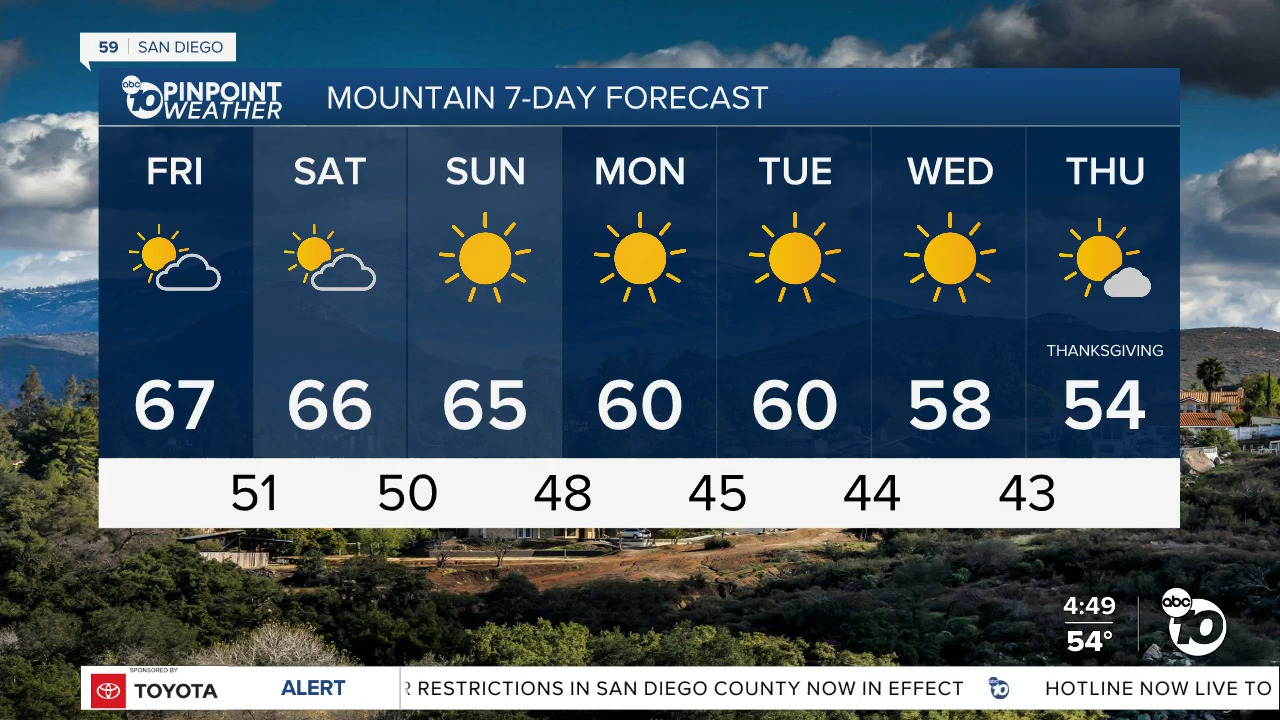 59 | SAN DIEGO
abc 10 PINPOINT WEATHER
MOUNTAIN 7-DAY FORECAST
FRI SAT SUN MON TUE WED THU
THANKSGIVING
67 66 65 60 60 58 54
51 50 48 45 44 43
4:49
54°
abc 10
SPONSORED BY:
TOYOTA
ALERT
RESTRICTIONS IN SAN DIEGO COUNTY NOW IN EFFECT abc 10 HOTLINE NOW LIVE TO